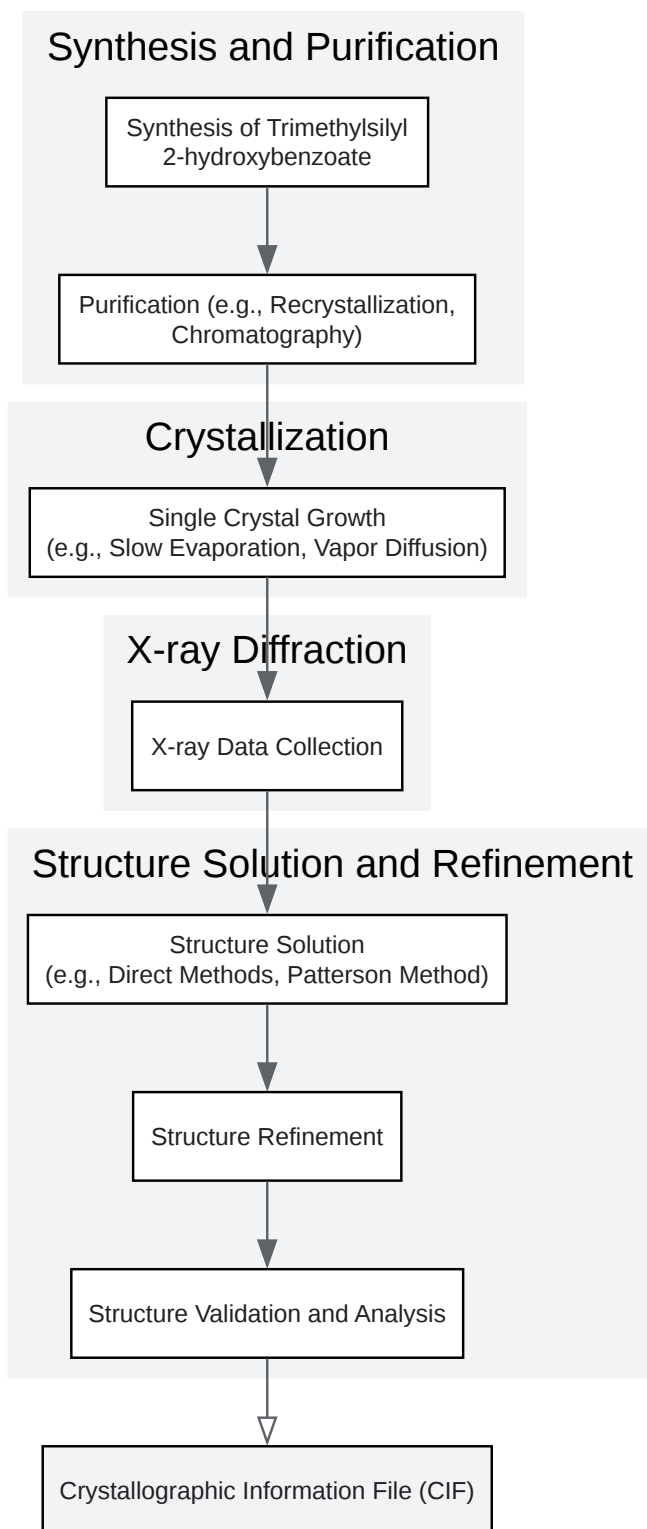 Synthesis and Purification
Synthesis of Trimethylsilyl
2-hydroxybenzoate
Purification (e.g., Recrystallization,
Chromatography)
Crystallization
Single Crystal Growth
(e.g., Slow Evaporation, Vapor Diffusion)
X-ray Diffraction
X-ray Data Collection
Structure Solution and Refinement
Structure Solution
(e.g., Direct Methods, Patterson Method)
Structure Refinement
Structure Validation and Analysis
Crystallographic Information File (CIF)